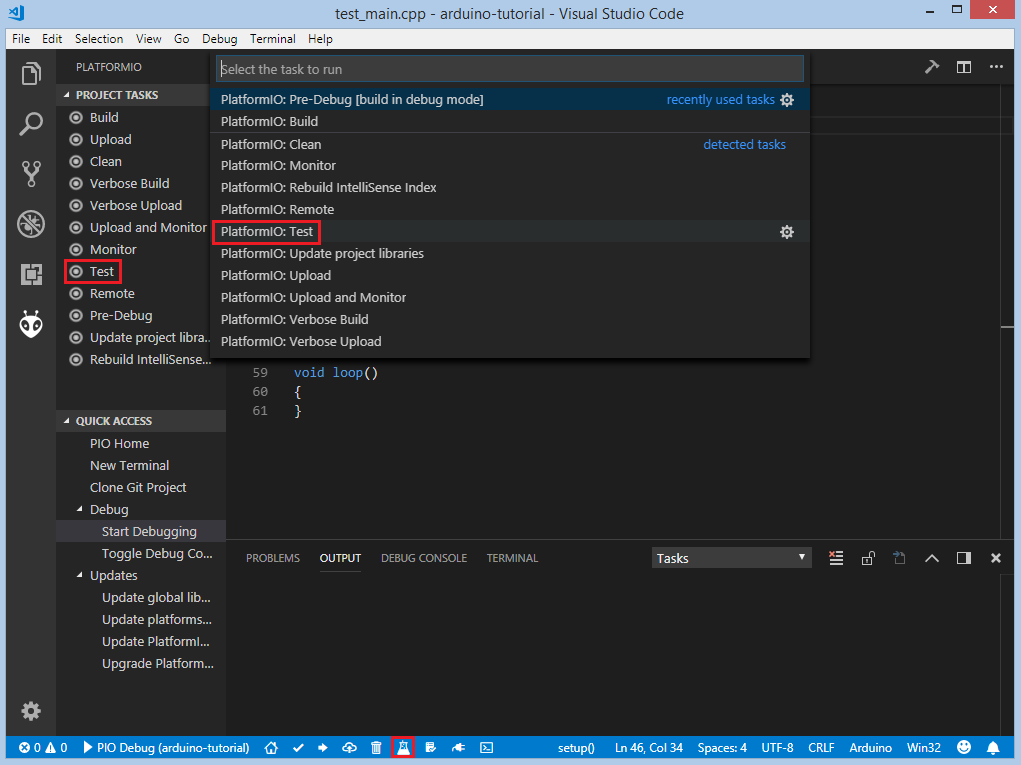 test_main.cpp - arduino-tutorial - Visual Studio Code
File Edit Selection View Go Debug Terminal Help
PLATFORMIO
PROJECT TASKS
Build
Upload
Clean
Verbose Build
Verbose Upload
Upload and Monitor
Monitor
Test
Remote
Pre-Debug
Update project libra...
Rebuild IntelliSense...
QUICK ACCESS
PIO Home
New Terminal
Clone Git Project
Debug
Start Debugging
Toggle Debug Co...
Updates
Update global lib...
Update platforms...
Update PlatformI...
Upgrade Platform...
Select the task to run
PlatformIO: Pre-Debug [build in debug mode] recently used tasks
PlatformIO: Build
PlatformIO: Clean detected tasks
PlatformIO: Monitor
PlatformIO: Rebuild IntelliSense Index
PlatformIO: Remote
PlatformIO: Test
PlatformIO: Update project libraries
PlatformIO: Upload
PlatformIO: Upload and Monitor
PlatformIO: Verbose Build
PlatformIO: Verbose Upload
59 void loop()
60 {
61 }
PROBLEMS OUTPUT DEBUG CONSOLE TERMINAL Tasks
0 0 PIO Debug (arduino-tutorial) setup() Ln 46, Col 34 Spaces: 4 UTF-8 CRLF Arduino Win32